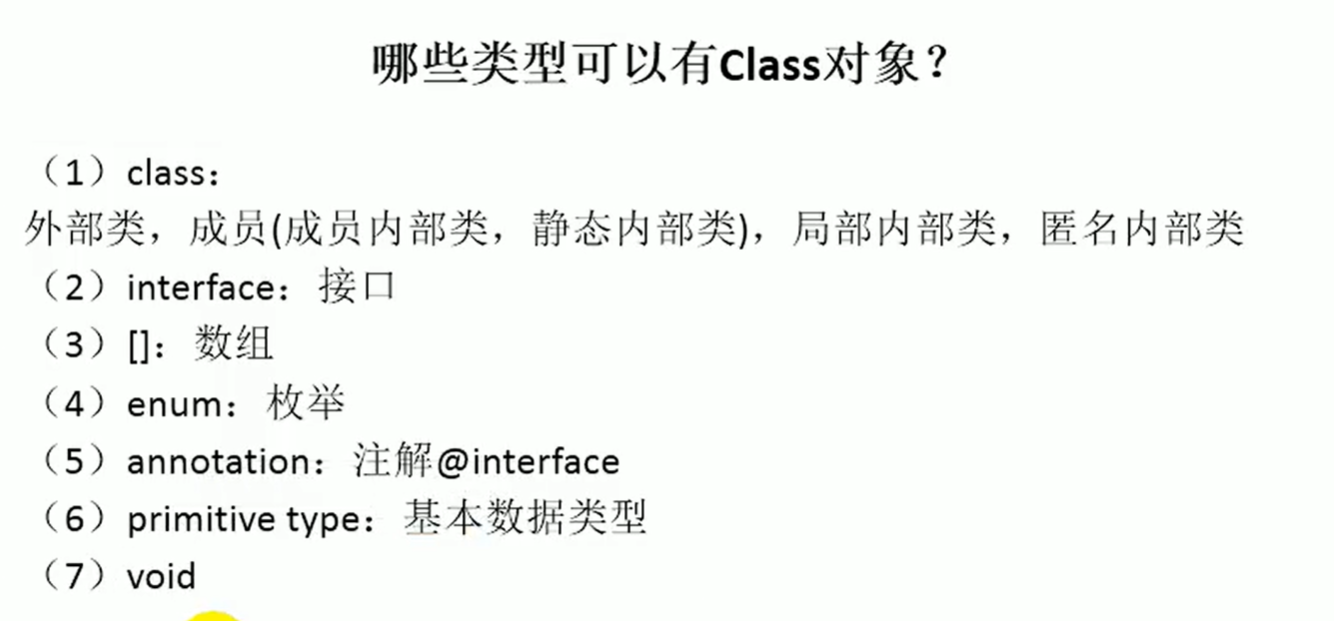 哪些类型可以有Class对象？
（1）class：
外部类，成员(成员内部类，静态内部类)，局部内部类，匿名内部类
（2）interface：接口
（3）[]：数组
（4）enum：枚举
（5）annotation：注解@interface
（6）primitive type：基本数据类型
（7）void